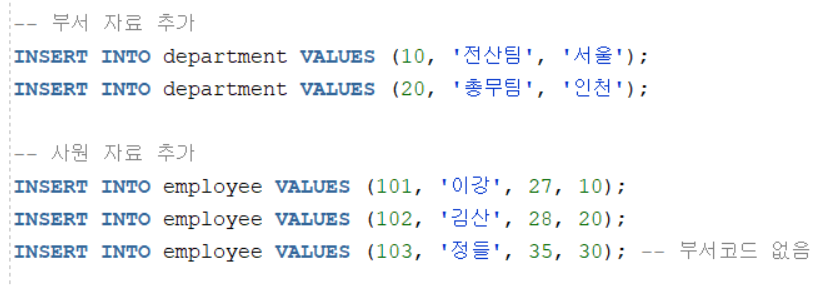 -- 부서 자료 추가
INSERT INTO department VALUES (10, '전산팀', '서울');
INSERT INTO department VALUES (20, '총무팀', '인천');
-- 사원 자료 추가
INSERT INTO employee VALUES (101, '이강', 27, 10);
INSERT INTO employee VALUES (102, '김산', 28, 20);
INSERT INTO employee VALUES (103, '정들', 35, 30); -- 부서코드 없음